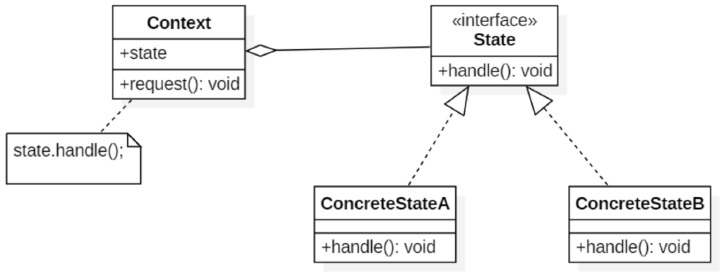 Context
+state
+request(): void
«interface»
State
+handle(): void
state.handle();
ConcreteStateA
+handle(): void
ConcreteStateB
+handle(): void